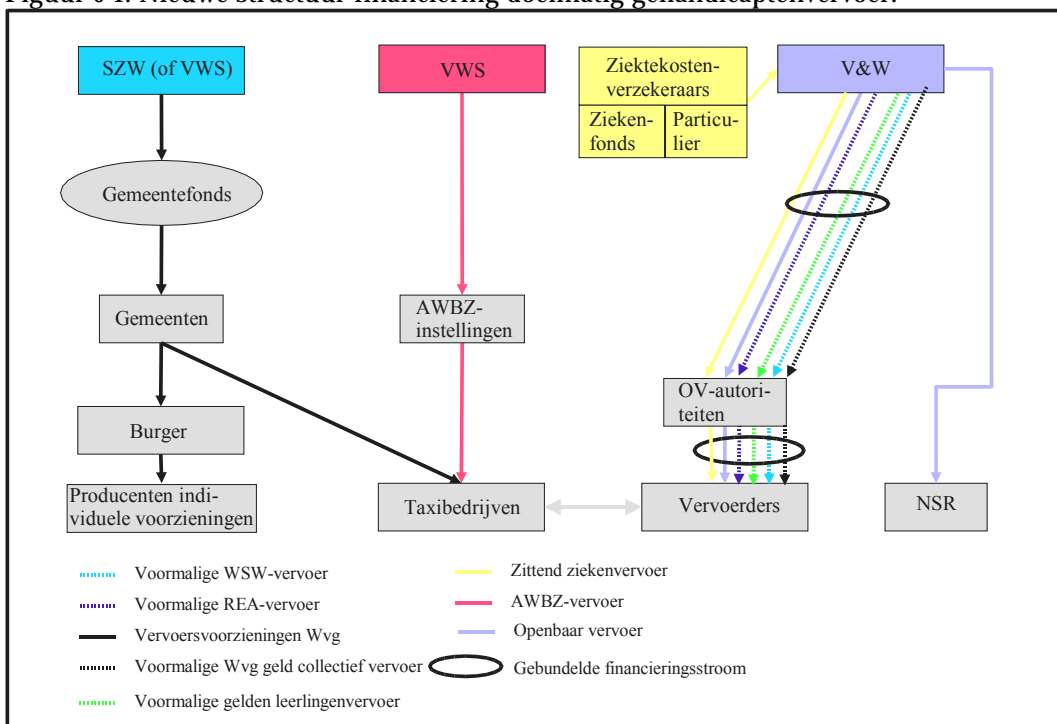 SZW (of VWS)
VWS
Ziektekosten-
verzekeraars
Zieken-
fonds
Particu-
lier
V&W
Gemeentefonds
Gemeenten
AWBZ-
instellingen
OV-autori-
teiten
Burger
Producenten indi-
viduele voorzieningen
Taxibedrijven
Vervoerders
NSR
Voormalige WSW-vervoer
Voormalige REA-vervoer
Vervoersvoorzieningen Wvg
Voormalige Wvg geld collectief vervoer
Voormalige gelden leerlingenvervoer
Zittend ziekenvervoer
AWBZ-vervoer
Openbaar vervoer
Gebundelde financieringsstroom